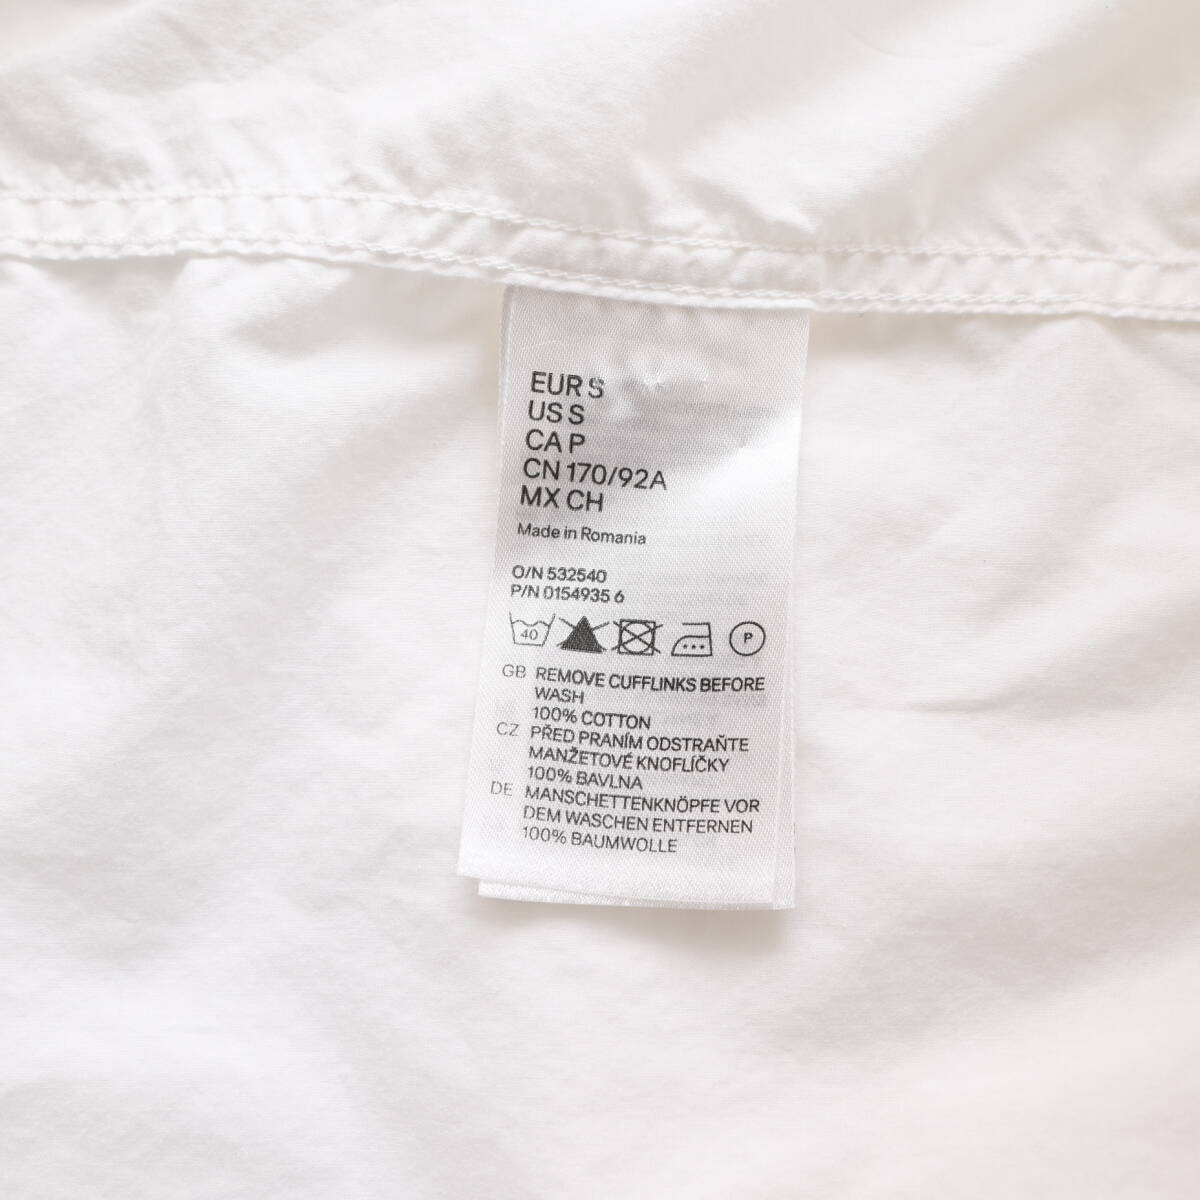 EUR S
US S
CA P
CN 170/92A
MX CH
Made in Romania
O/N 532540
P/N 0154935 6
40 P
GB REMOVE CUFFLINKS BEFORE
WASH
100% COTTON
CZ PŘED PRANÍM ODSTRAŇTE
MANŽETOVÉ KNOFLÍČKY
100% BAVLNA
DE MANSCHETTENKNÖPFE VOR
DEM WASCHEN ENTFERNEN
100% BAUMWOLLE